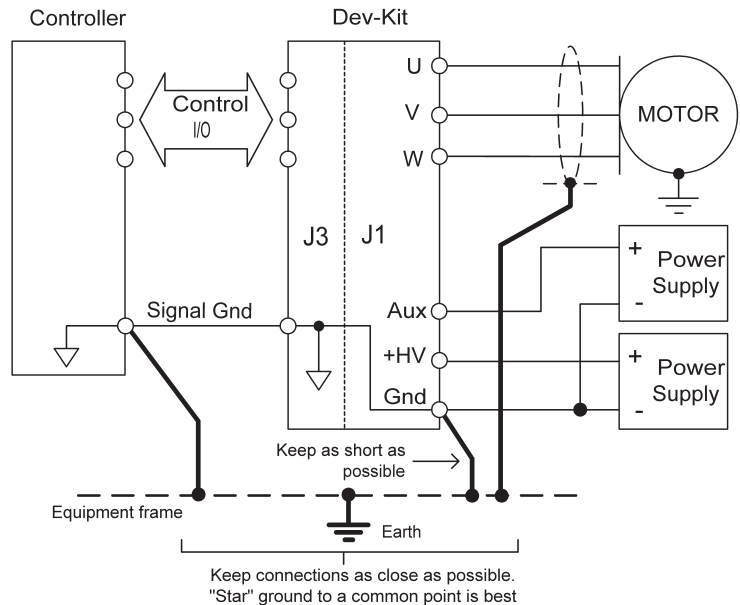 Controller
Dev-Kit
Control
I/O
U
V
W
MOTOR
J3
J1
+
Power
Supply
-
Signal Gnd
Aux
+HV
+
Power
Supply
-
Gnd
Keep as short as
possible
Equipment frame
Earth
Keep connections as close as possible.
"Star" ground to a common point is best